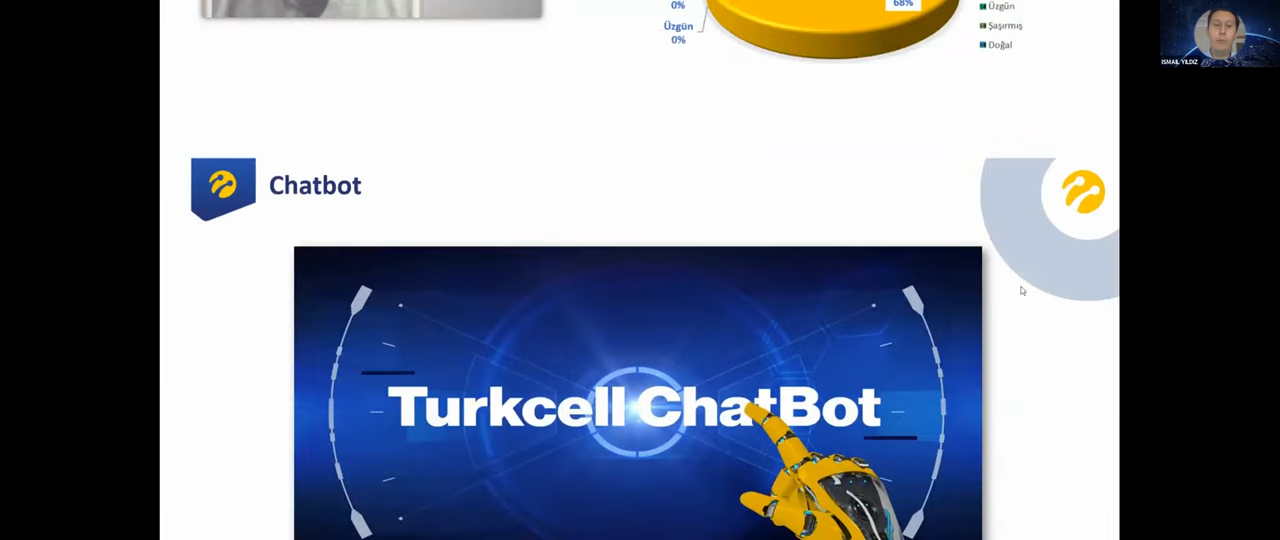 0%
Üzgün
0%
68%
Üzgün
Şaşırmış
Doğal
ISMAIL YILDIZ
Chatbot
Turkcell ChatBot